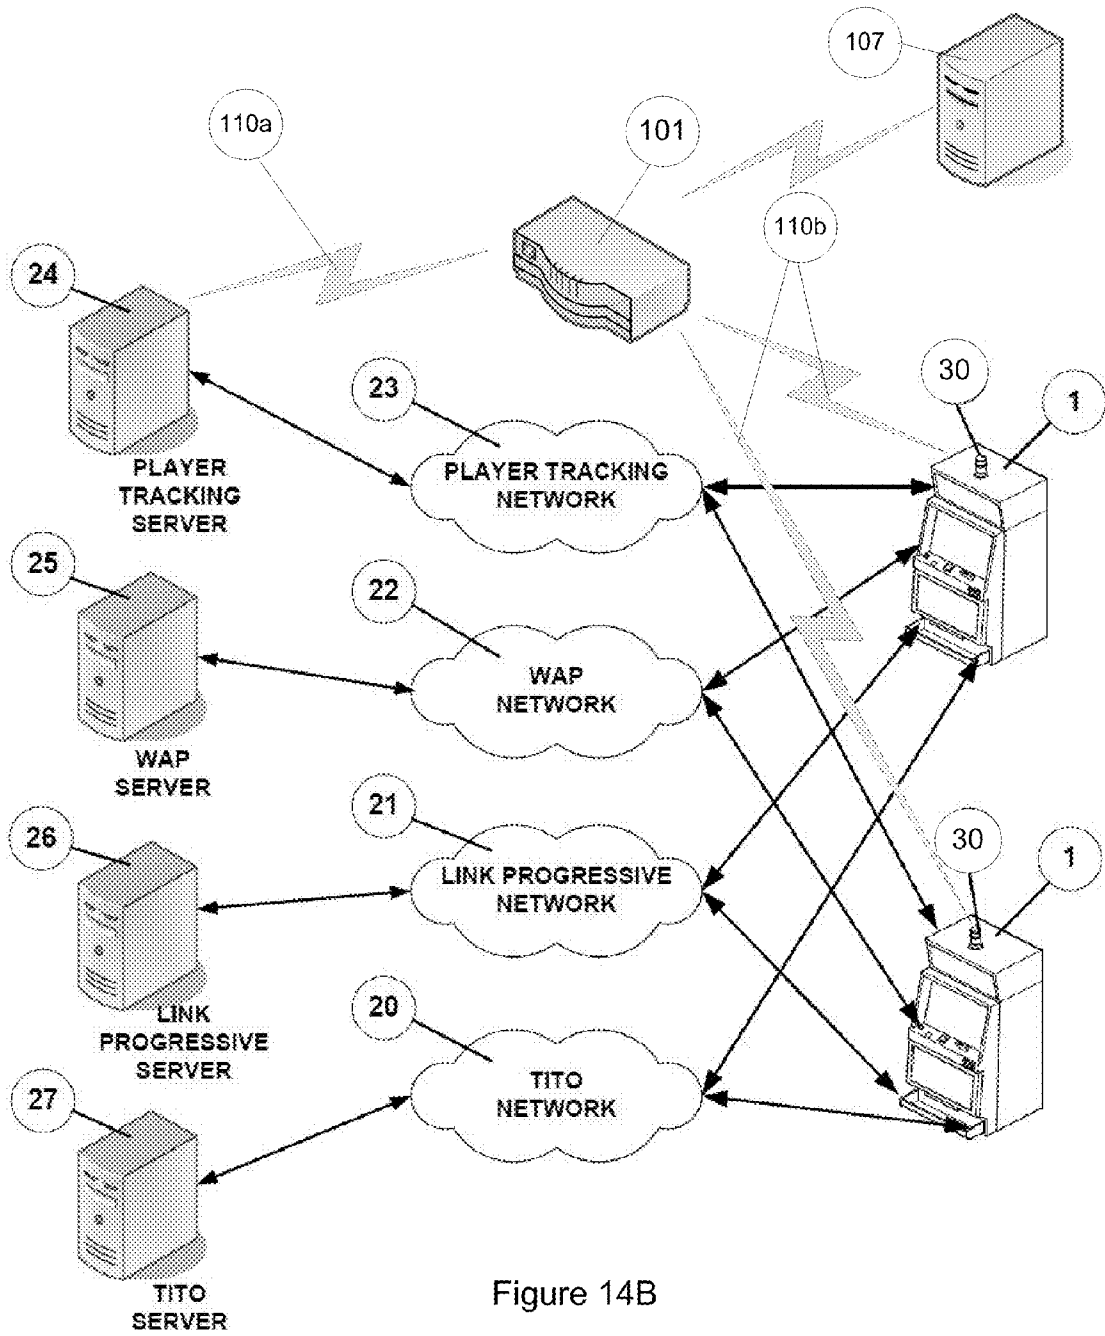 107
110a
101
110b
24
23
30
1
PLAYER
TRACKING
SERVER
PLAYER TRACKING
NETWORK
25
22
WAP
SERVER
WAP
NETWORK
26
21
30
1
LINK
PROGRESSIVE
SERVER
LINK PROGRESSIVE
NETWORK
27
20
TITO
SERVER
TITO
NETWORK
Figure 14B